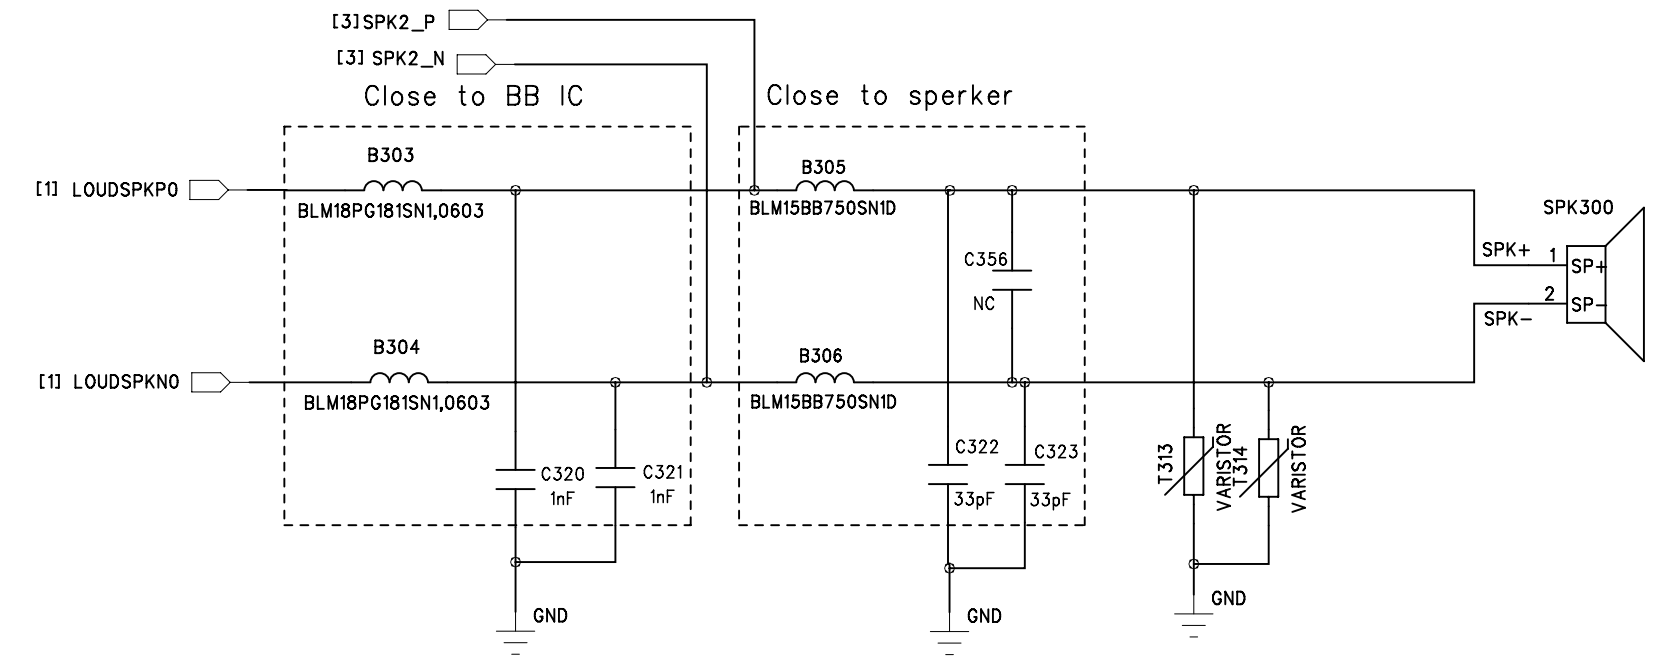 [3]SPK2_P
[3] SPK2_N
Close to BB IC
Close to sperker
B303
B305
[1] LOUDSPKP0
BLM18PG181SN1,0603
BLM15BB750SN1D
SPK300
SPK+ 1 SP+
C356
NC
2 SP-
SPK-
B304
B306
[1] LOUDSPKN0
BLM18PG181SN1,0603
BLM15BB750SN1D
C320
1nF
C321
1nF
C322
33pF
C323
33pF
T313
VARISTOR
T314
VARISTOR
GND
GND
GND